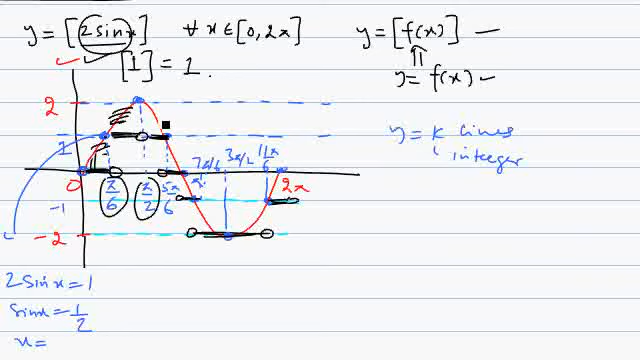 y = [2 sin x] ∀ x ∈ [0, 2π]
y = [f(x)] —
[1] = 1.
y = f(x) —
2
1
y = k lines
integer
0
π/6
π/2
5π/6
π
7π/6
3π/2
11π/6
2π
-1
-2
2 sin x = 1
sin x = 1/2
x =